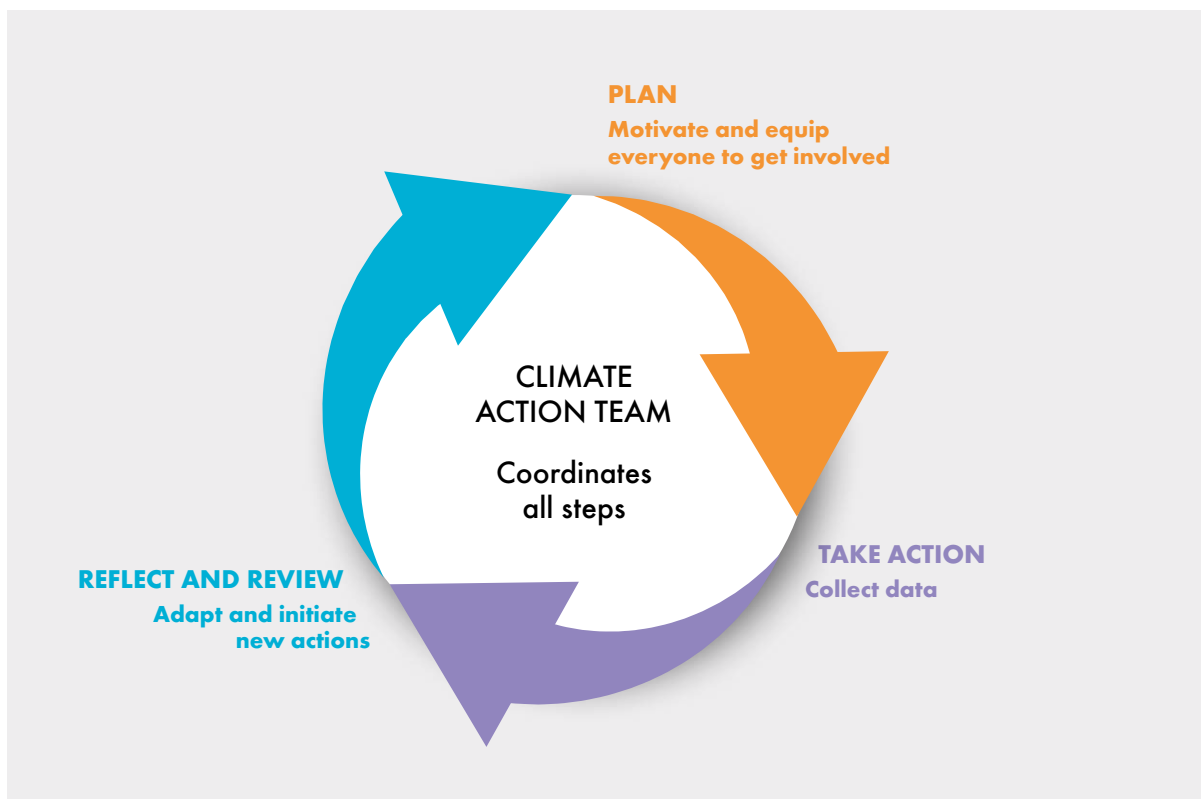 PLAN
Motivate and equip
everyone to get involved
CLIMATE
ACTION TEAM
Coordinates
all steps
TAKE ACTION
Collect data
REFLECT AND REVIEW
Adapt and initiate
new actions